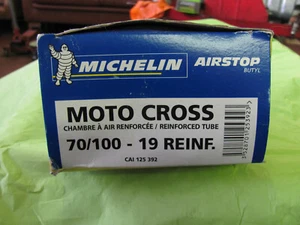 MICHELIN AIRSTOP
BUTYL
MOTO CROSS
CHAMBRE À AIR RENFORCÉE / REINFORCED TUBE
70/100 - 19 REINF.
CAI 125 392